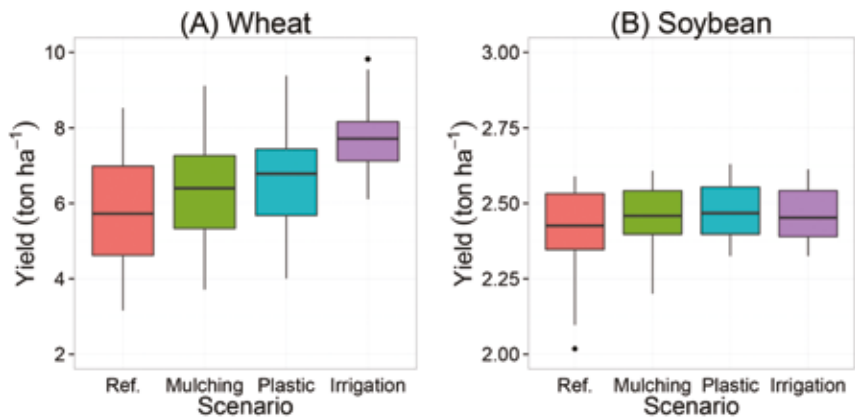 (A) Wheat
Yield (ton ha⁻¹)
10
8
6
4
2
Ref. Mulching Plastic Irrigation
Scenario
(B) Soybean
Yield (ton ha⁻¹)
3.00
2.75
2.50
2.25
2.00
Ref. Mulching Plastic Irrigation
Scenario